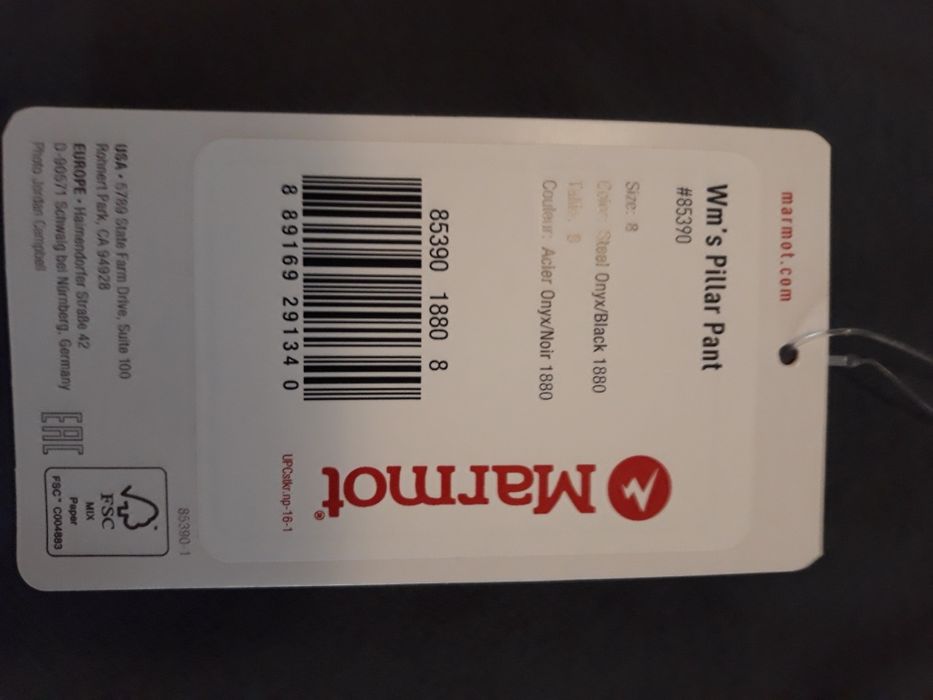 marmot.com
Wm's Pillar Pant
#85390
Size: 8
Color: Steel Onyx/Black 1880
Taille: 8
Couleur: Acier Onyx/Noir 1880
85390 1880 8
8 89169 29134 0
Marmot®
UPCstkr.np-16-1
85390-1
USA • 5789 State Farm Drive, Suite 100
Rohnert Park, CA 94928
EUROPE • Haimendorfer Straße 42
D-90571 Schwaig bei Nürnberg, Germany
Photo Jordan Campbell
EAC
FSC
MIX
Paper
FSC® C004883